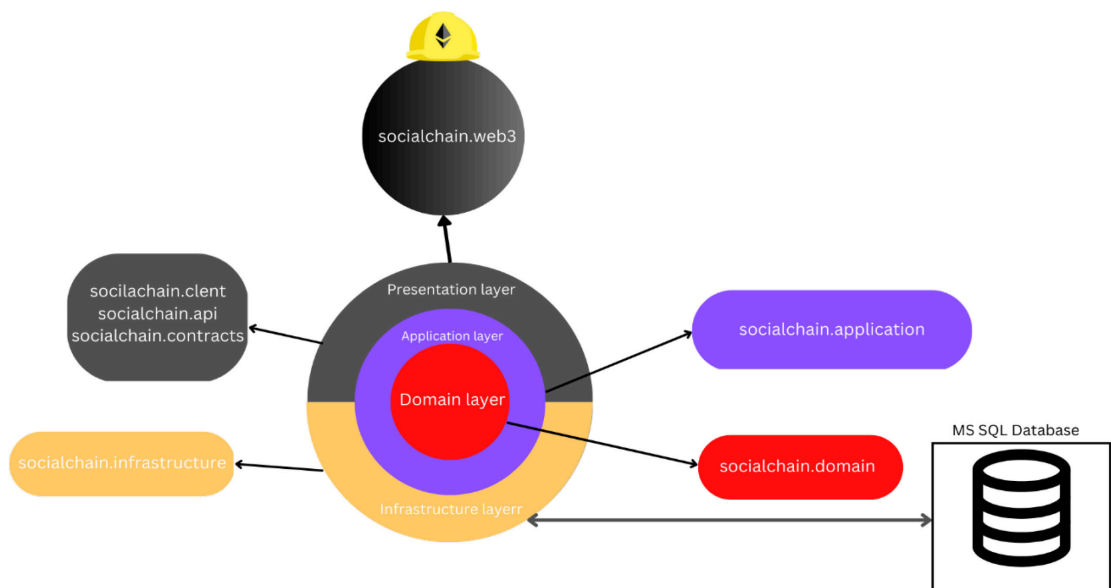 socialchain.web3
Presentation layer
socilachain.clent
socialchain.api
socialchain.contracts
socialchain.application
Application layer
Domain layer
MS SQL Database
socialchain.infrastructure
socialchain.domain
Infrastructure layerr